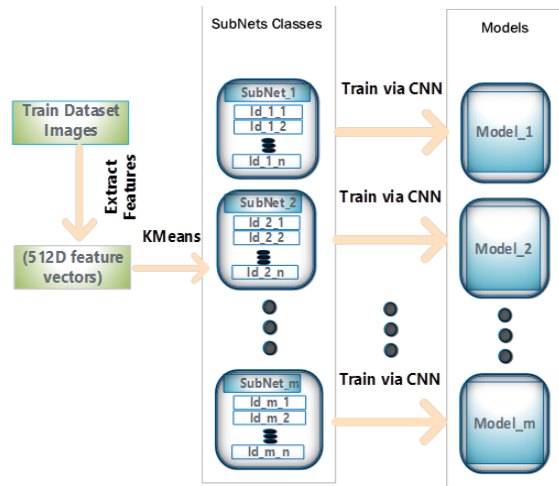 SubNets Classes
Models
Train Dataset
Images
Extract
Features
(512D feature
vectors)
KMeans
SubNet_1
Id_1_1
Id_1_2
Id_1_n
Train via CNN
Model_1
SubNet_2
Id_2_1
Id_2_2
Id_2_n
Train via CNN
Model_2
SubNet_m
Id_m_1
Id_m_2
Id_m_n
Train via CNN
Model_m